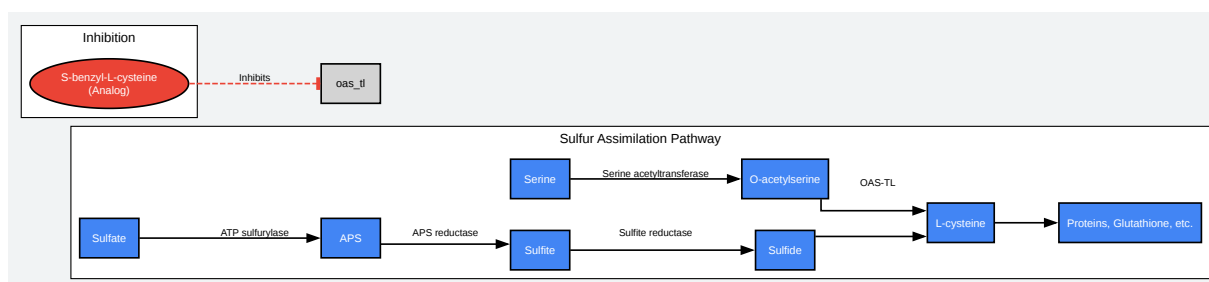 Inhibition
S-benzyl-L-cysteine
(Analog)
Inhibits
oas_tl
Sulfur Assimilation Pathway
Serine
Serine acetyltransferase
O-acetylserine
OAS-TL
Sulfate
ATP sulfurylase
APS
APS reductase
Sulfite
Sulfite reductase
Sulfide
L-cysteine
Proteins, Glutathione, etc.